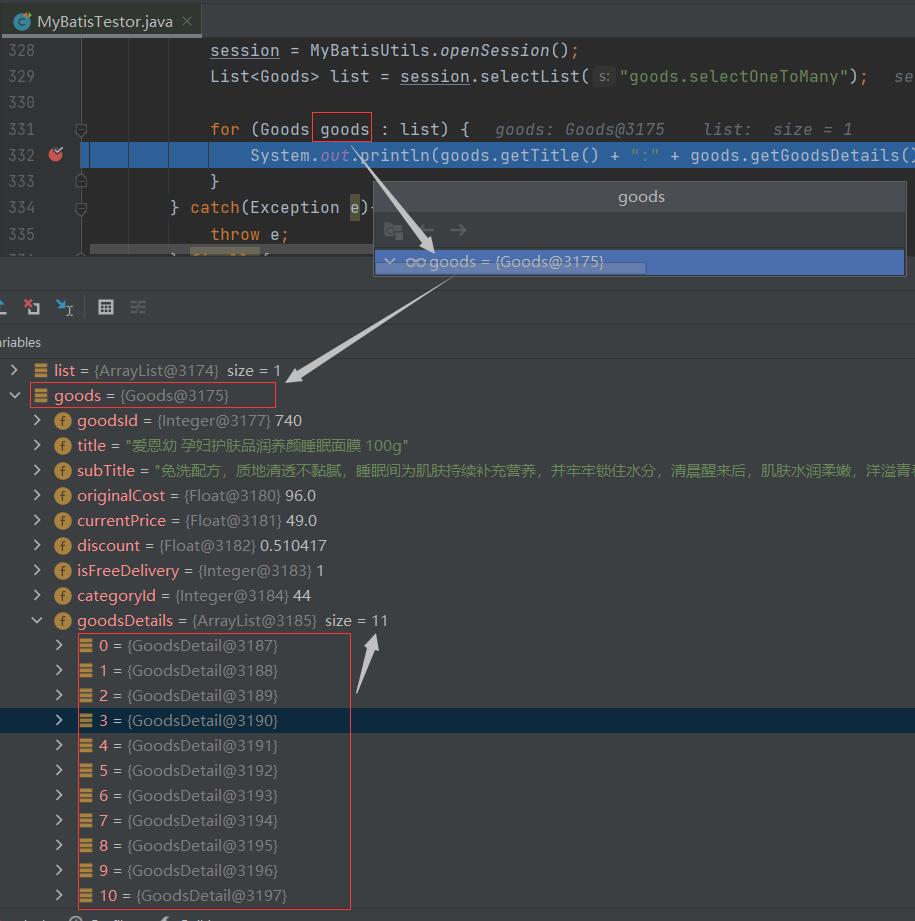 MyBatisTestor.java
328 session = MyBatisUtils.openSession();
329 List<Goods> list = session.selectList( s: "goods.selectOneToMany"); se
330
331 for (Goods goods : list) { goods: Goods@3175 list: size = 1
332 System.out.println(goods.getTitle() + ":" + goods.getGoodsDetails()
333 }
334 } catch(Exception e){
335 throw e;
goods
goods = {Goods@3175}
ariables
list = {ArrayList@3174} size = 1
goods = {Goods@3175}
f goodsId = {Integer@3177} 740
f title = "爱恩幼 孕妇护肤品润养颜睡眠面膜 100g"
f subTitle = "免洗配方，质地清透不黏腻，睡眠间为肌肤持续补充营养，并牢牢锁住水分，清晨醒来后，肌肤水润柔嫩，洋溢青春
f originalCost = {Float@3180} 96.0
f currentPrice = {Float@3181} 49.0
f discount = {Float@3182} 0.510417
f isFreeDelivery = {Integer@3183} 1
f categoryId = {Integer@3184} 44
f goodsDetails = {ArrayList@3185} size = 11
0 = {GoodsDetail@3187}
1 = {GoodsDetail@3188}
2 = {GoodsDetail@3189}
3 = {GoodsDetail@3190}
4 = {GoodsDetail@3191}
5 = {GoodsDetail@3192}
6 = {GoodsDetail@3193}
7 = {GoodsDetail@3194}
8 = {GoodsDetail@3195}
9 = {GoodsDetail@3196}
10 = {GoodsDetail@3197}